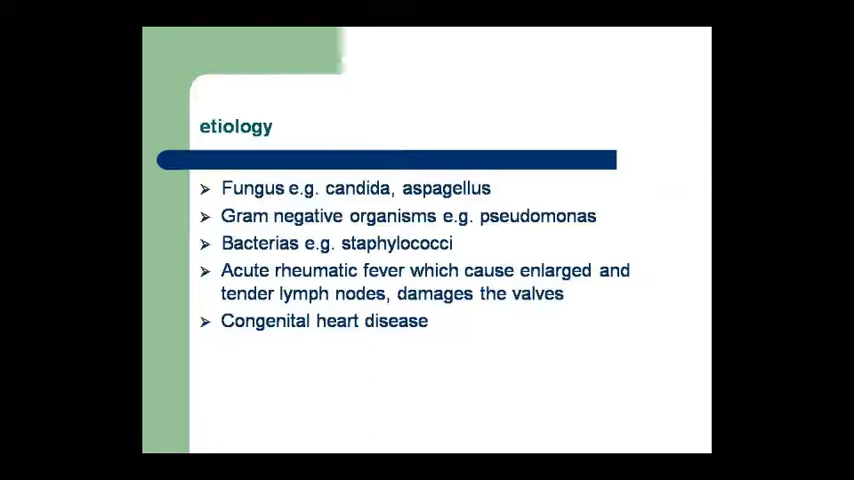 etiology
➢ Fungus e.g. candida, aspagellus
➢ Gram negative organisms e.g. pseudomonas
➢ Bacterias e.g. staphylococci
➢ Acute rheumatic fever which cause enlarged and
tender lymph nodes, damages the valves
➢ Congenital heart disease